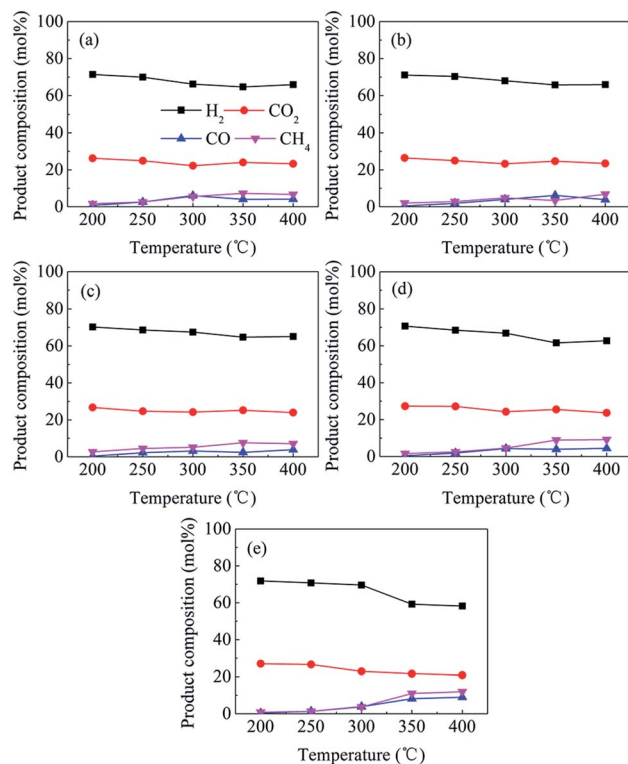 (a)
Product composition (mol%)
100
80
60
40
20
0
H₂ CO₂
CO CH₄
200 250 300 350 400
Temperature (℃)
(b)
Product composition (mol%)
100
80
60
40
20
0
200 250 300 350 400
Temperature (℃)
(c)
Product composition (mol%)
100
80
60
40
20
0
200 250 300 350 400
Temperature (℃)
(d)
Product composition (mol%)
100
80
60
40
20
0
200 250 300 350 400
Temperature (℃)
(e)
Product composition (mol%)
100
80
60
40
20
0
200 250 300 350 400
Temperature (℃)